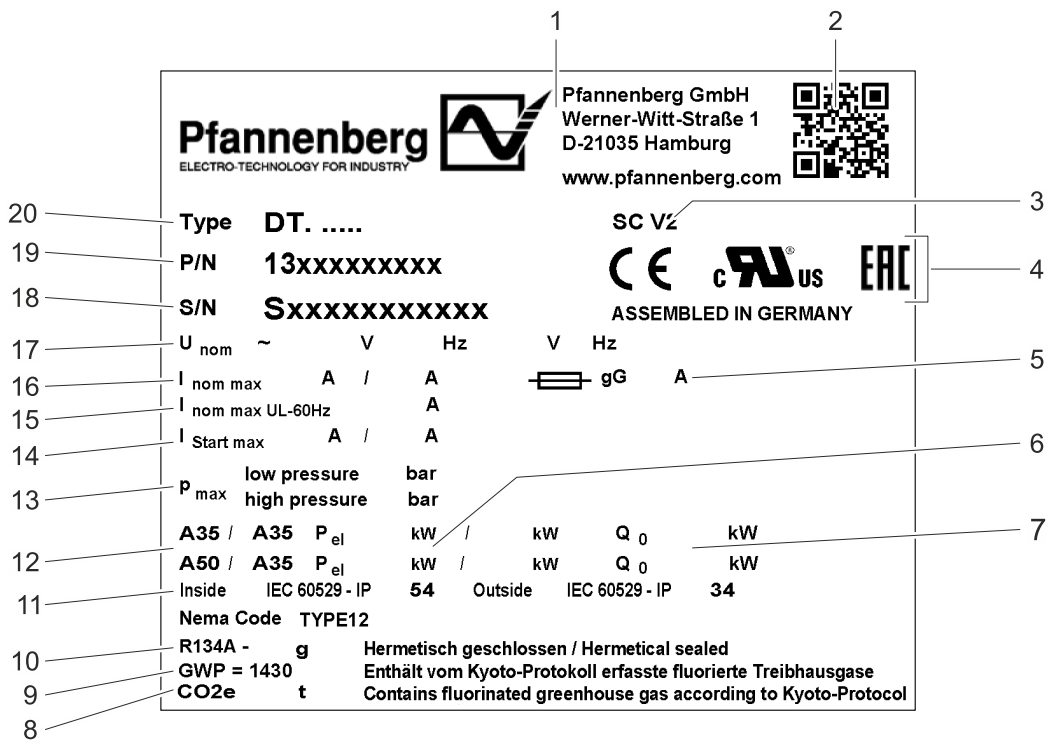 1 2
Pfannenberg
ELECTRO-TECHNOLOGY FOR INDUSTRY
Pfannenberg GmbH
Werner-Witt-Straße 1
D-21035 Hamburg
www.pfannenberg.com
20 Type DT. ..... SC V2 3
19 P/N 13xxxxxxxxx CE c RU ® US EAC 4
18 S/N Sxxxxxxxxxxx ASSEMBLED IN GERMANY
17 U nom ~ V Hz V Hz
16 I nom max A / A gG A 5
15 I nom max UL-60Hz A
14 I Start max A / A 6
13 p max low pressure bar
high pressure bar
A35 / A35 P el kW / kW Q 0 kW 7
12 A50 / A35 P el kW / kW Q 0 kW
11 Inside IEC 60529 - IP 54 Outside IEC 60529 - IP 34
Nema Code TYPE12
10 R134A - g Hermetisch geschlossen / Hermetical sealed
9 GWP = 1430 Enthält vom Kyoto-Protokoll erfasste fluorierte Treibhausgase
8 CO2e t Contains fluorinated greenhouse gas according to Kyoto-Protocol